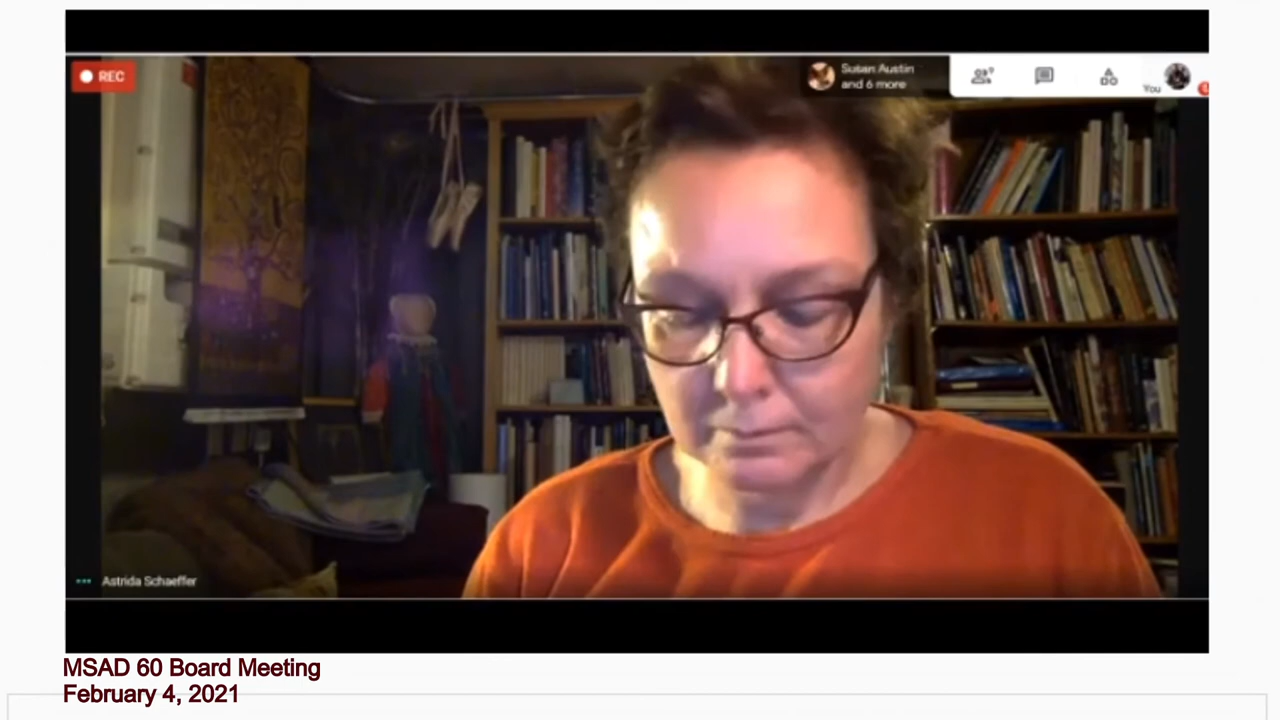 REC
Susan Austin
and 6 more
You
Astrida Schaeffer
MSAD 60 Board Meeting
February 4, 2021